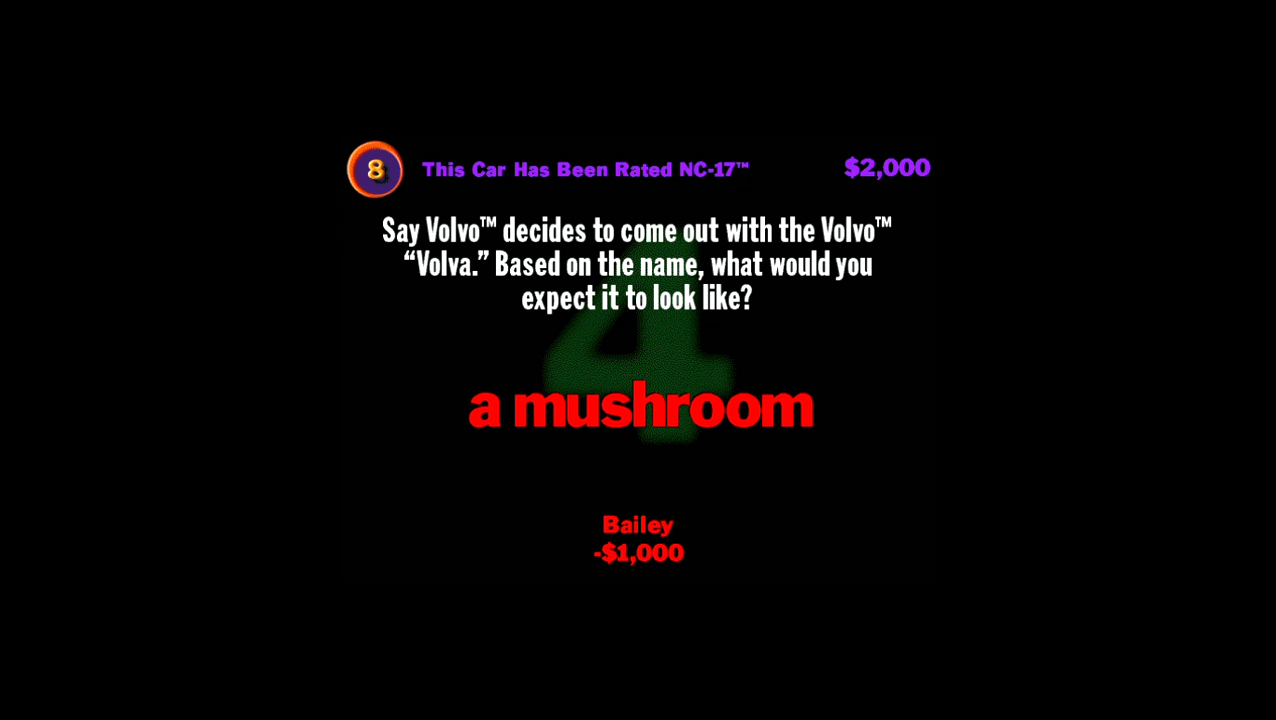 8 This Car Has Been Rated NC-17™ $2,000
Say Volvo™ decides to come out with the Volvo™
“Volva.” Based on the name, what would you
expect it to look like?
4
a mushroom
Bailey
-$1,000